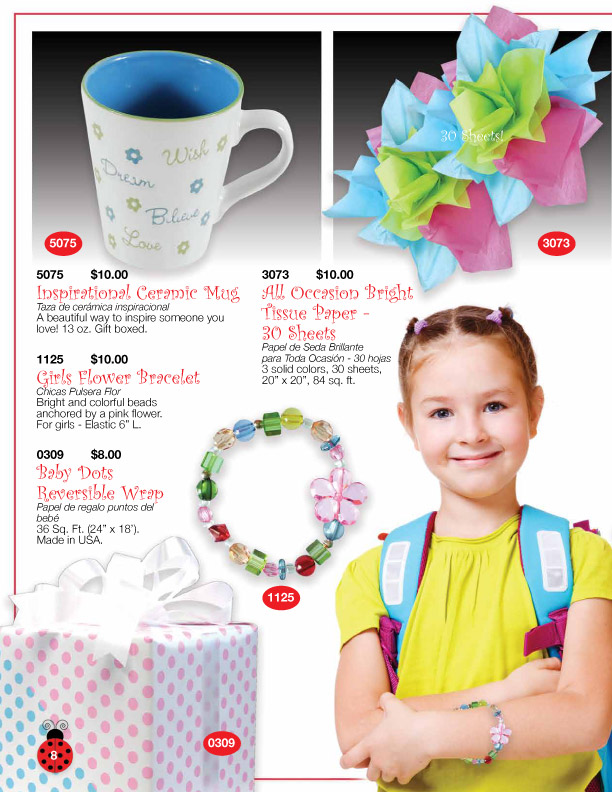 Wish
Dream
Believe
Love
5075
30 Sheets!
3073
5075 $10.00
Inspirational Ceramic Mug
Taza de cerámica inspiracional
A beautiful way to inspire someone you
love! 13 oz. Gift boxed.
1125 $10.00
Girls Flower Bracelet
Chicas Pulsera Flor
Bright and colorful beads
anchored by a pink flower.
For girls - Elastic 6" L.
0309 $8.00
Baby Dots
Reversible Wrap
Papel de regalo puntos del
bebé
36 Sq. Ft. (24" x 18').
Made in USA.
3073 $10.00
All Occasion Bright
Tissue Paper -
30 Sheets
Papel de Seda Brillante
para Toda Ocasión - 30 hojas
3 solid colors, 30 sheets,
20" x 20", 84 sq. ft.
1125
0309
8